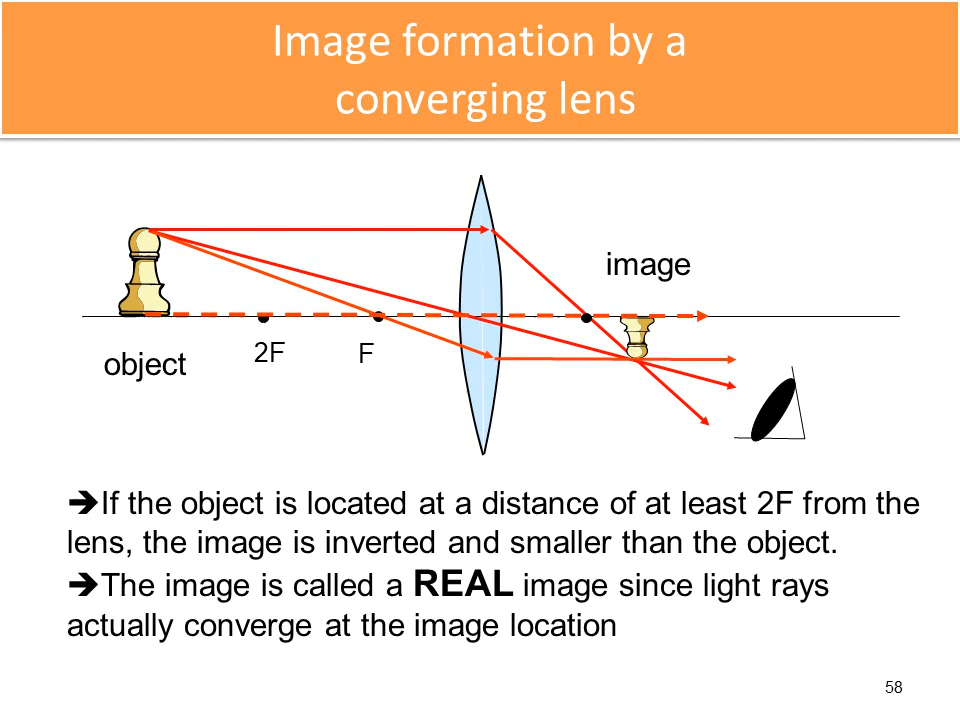 Image formation by a
converging lens
image
object
2F
F
➔If the object is located at a distance of at least 2F from the
lens, the image is inverted and smaller than the object.
➔The image is called a REAL image since light rays
actually converge at the image location
58